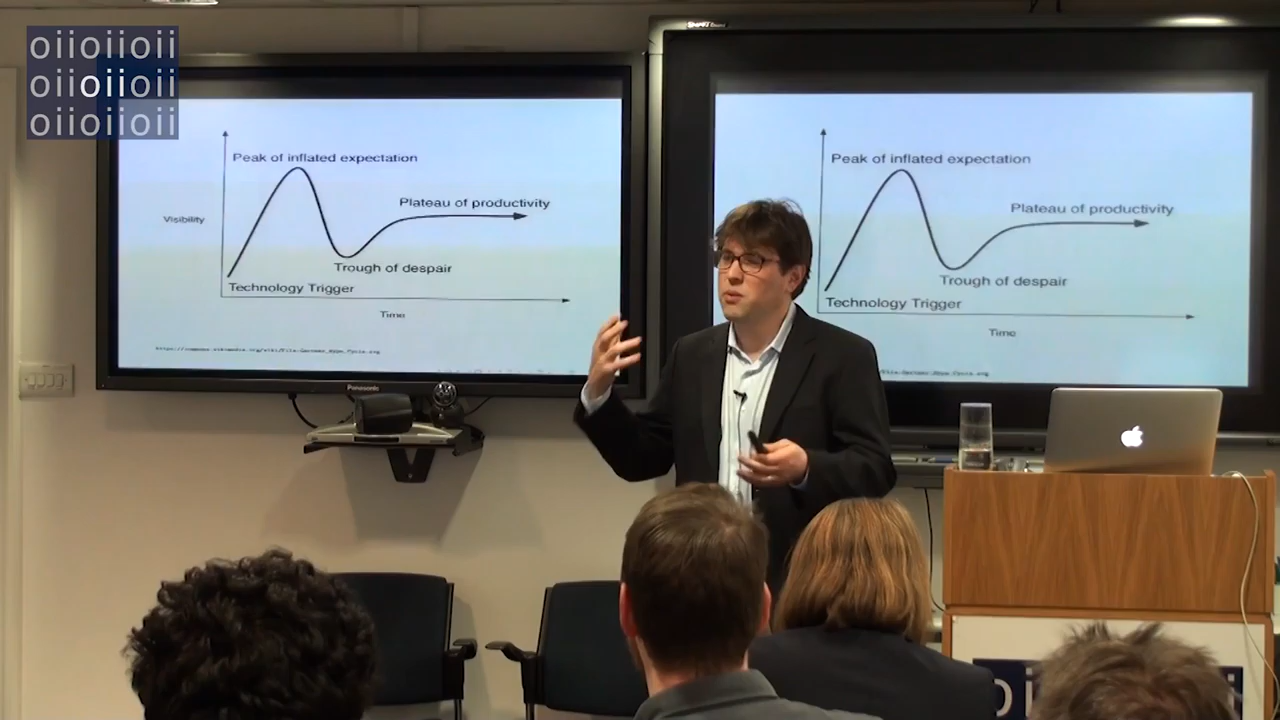 oiioiioii
oiioiioii
oiioiioii
Peak of inflated expectation
Plateau of productivity
Visibility
Trough of despair
Technology Trigger
Time
Panasonic
Peak of inflated expectation
Plateau of productivity
Trough of despair
Technology Trigger
Time